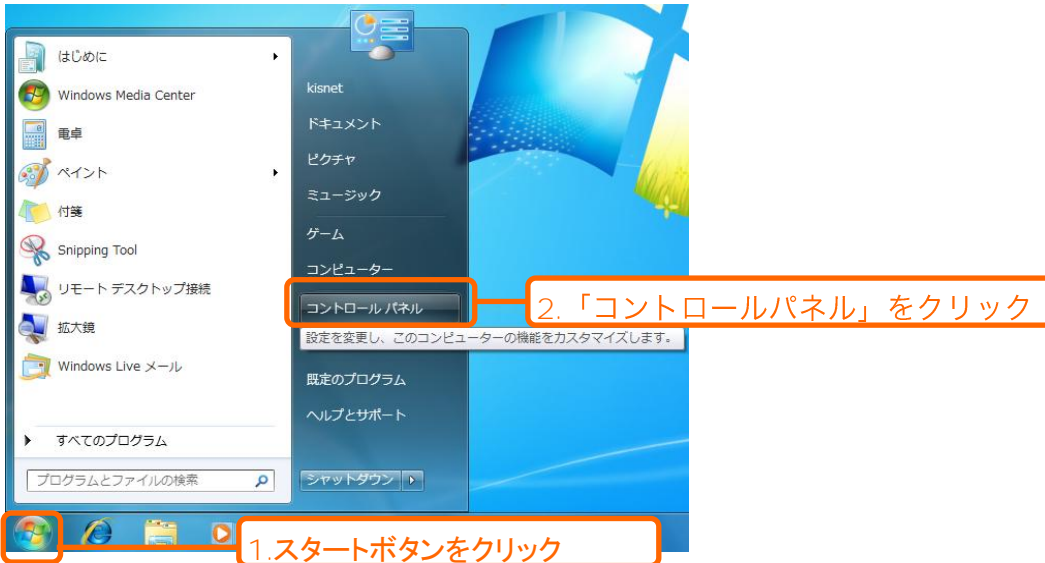 はじめに
Windows Media Center
電卓
ペイント
付箋
Snipping Tool
リモート デスクトップ接続
拡大鏡
Windows Live メール
すべてのプログラム
プログラムとファイルの検索
kisnet
ドキュメント
ピクチャ
ミュージック
ゲーム
コンピューター
コントロール パネル
設定を変更し、このコンピューターの機能をカスタマイズします。
既定のプログラム
ヘルプとサポート
シャットダウン
2.「コントロールパネル」をクリック
1.スタートボタンをクリック